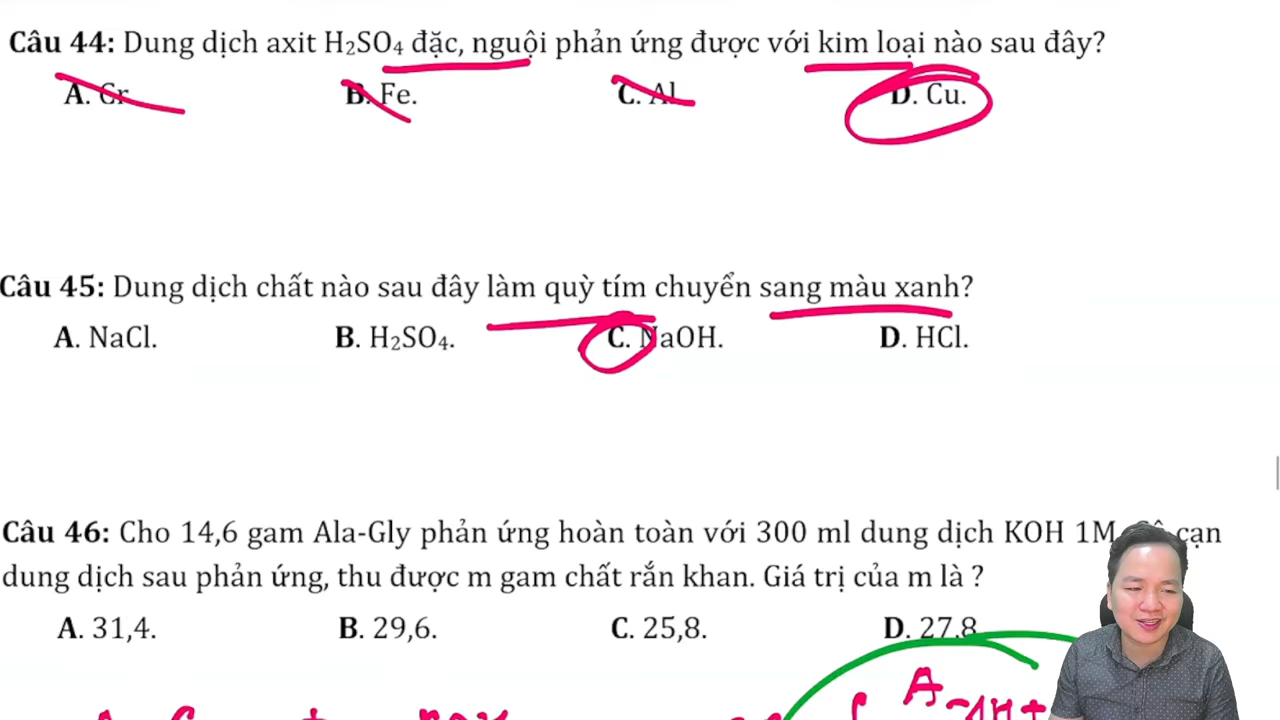 Câu 44: Dung dịch axit H₂SO₄ đặc, nguội phản ứng được với kim loại nào sau đây?
A. Cr B. Fe. C. Al D. Cu.
Câu 45: Dung dịch chất nào sau đây làm quỳ tím chuyển sang màu xanh?
A. NaCl. B. H₂SO₄. C. NaOH. D. HCl.
Câu 46: Cho 14,6 gam Ala-Gly phản ứng hoàn toàn với 300 ml dung dịch KOH 1M cạn
dung dịch sau phản ứng, thu được m gam chất rắn khan. Giá trị của m là ?
A. 31,4. B. 29,6. C. 25,8. D. 27,8